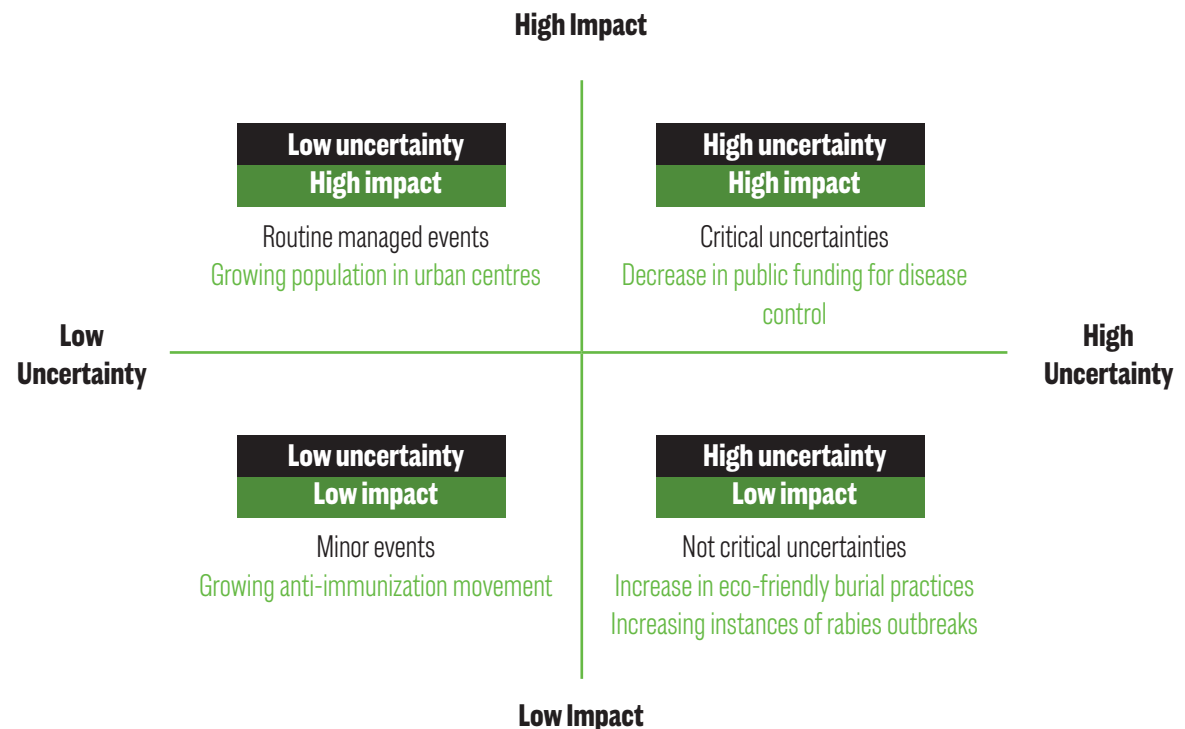 High Impact
Low uncertainty
High impact
Routine managed events
Growing population in urban centres
High uncertainty
High impact
Critical uncertainties
Decrease in public funding for disease
control
Low
Uncertainty
High
Uncertainty
Low uncertainty
Low impact
Minor events
Growing anti-immunization movement
High uncertainty
Low impact
Not critical uncertainties
Increase in eco-friendly burial practices
Increasing instances of rabies outbreaks
Low Impact